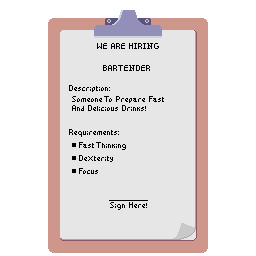 WE ARE HIRING
BARTENDER
Description:
Someone To Prepare Fast
And Delicious Drinks!
Requirements:
Fast Thinking
Dexterity
Focus
Sign Here!